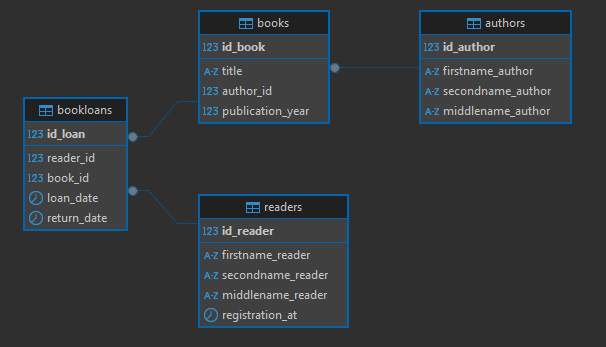 books
123 id_book
A-Z title
123 author_id
123 publication_year
authors
123 id_author
A-Z firstname_author
A-Z secondname_author
A-Z middlename_author
bookloans
123 id_loan
123 reader_id
123 book_id
loan_date
return_date
readers
123 id_reader
A-Z firstname_reader
A-Z secondname_reader
A-Z middlename_reader
registration_at